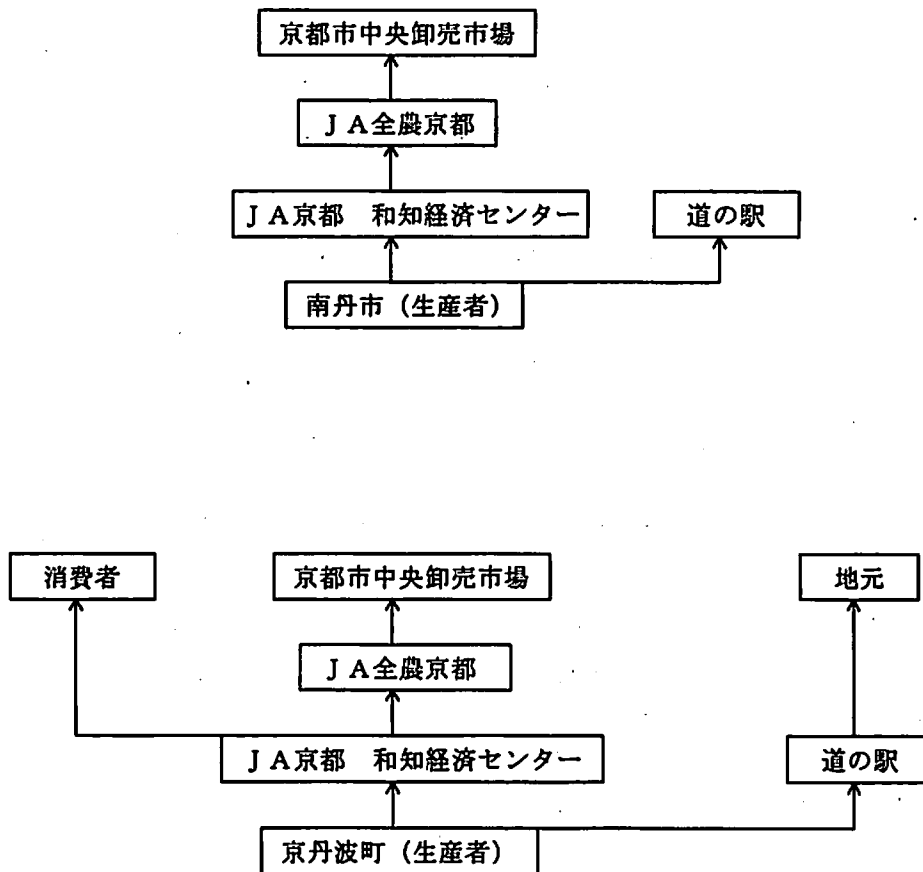 京都市中央卸売市場
ＪＡ全農京都
ＪＡ京都　和知経済センター
道の駅
南丹市（生産者）
消費者
京都市中央卸売市場
地元
ＪＡ全農京都
ＪＡ京都　和知経済センター
道の駅
京丹波町（生産者）